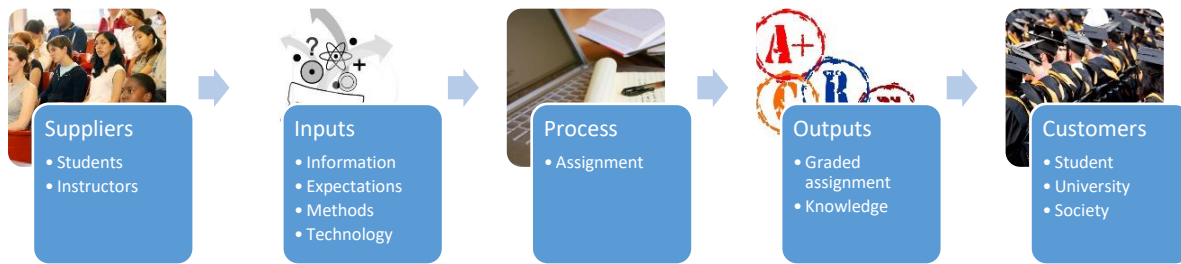 Suppliers
• Students
• Instructors
Inputs
• Information
• Expectations
• Methods
• Technology
Process
• Assignment
A+
Outputs
• Graded
assignment
• Knowledge
Customers
• Student
• University
• Society